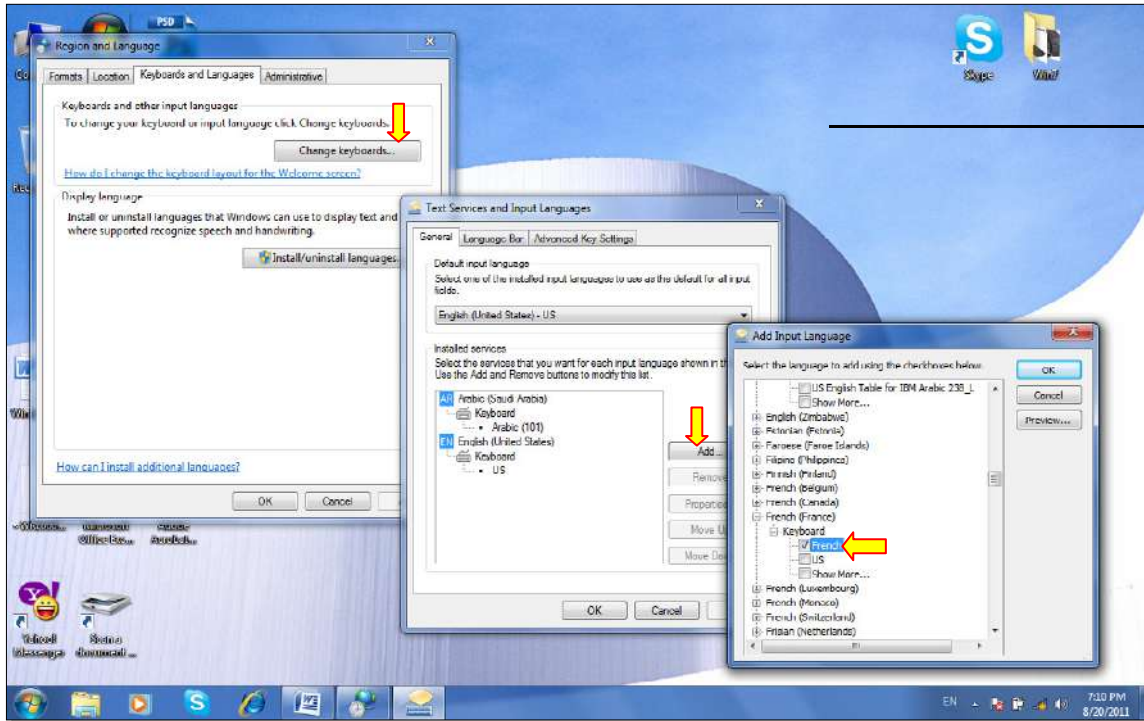 PSD
Region and Language
Formats Location Keyboards and Languages Administrative
Keyboards and other input languages
To change your keyboard or input language click Change keyboards.
Change keyboards...
How do I change the keyboard layout for the Welcome screen?
Display language
Install or uninstall languages that Windows can use to display text and
where supported recognize speech and handwriting.
Install/uninstall languages
How can I install additional languages?
OK Cancel
Text Services and Input Languages
General Language Bar Advanced Key Settings
Default input language
Select one of the installed input languages to use as the default for all input
fields.
English (United States) - US
Installed services
Select the services that you want for each input language shown in
Use the Add and Remove buttons to modify this list.
AR Arabic (Saudi Arabia)
Keyboard
Arabic (101)
EN English (United States)
Keyboard
US
Add...
Remove
Move
Move
OK Cancel
Add Input Language
Select the language to add using the checkboxes below.
US English Table for IBM Arabic 238_L
Show More...
English (Zimbabwe)
Estonian (Estonia)
Faroese (Faroe Islands)
Filipino (Philippines)
Finnish (Finland)
French (Belgium)
French (Canada)
French (France)
Keyboard
French
US
Show More...
French (Luxembourg)
French (Monaco)
French (Switzerland)
Frisian (Netherlands)
OK
Cancel
Preview...
Skype
EN
7:10 PM
8/20/2011